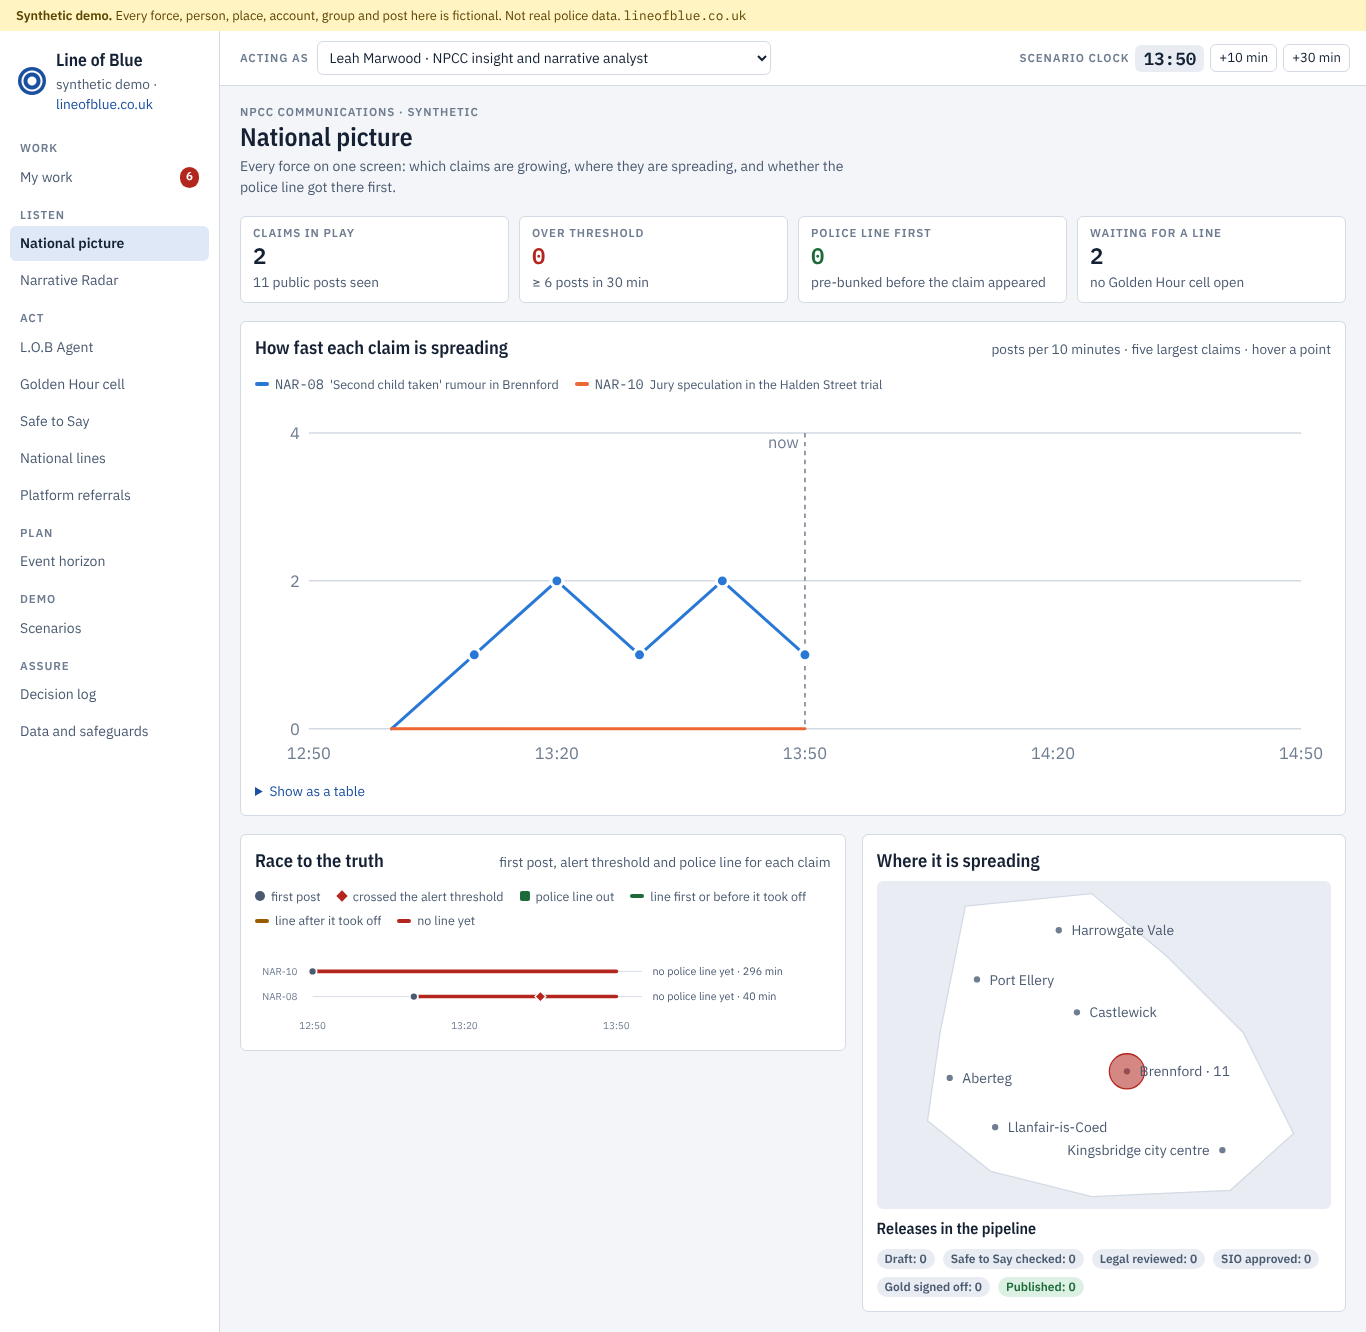 Synthetic demo. Every force, person, place, account, group and post here is fictional. Not real police data. lineofblue.co.uk
Line of Blue
synthetic demo ·
lineofblue.co.uk
WORK
My work 6
LISTEN
National picture
Narrative Radar
ACT
L.O.B Agent
Golden Hour cell
Safe to Say
National lines
Platform referrals
PLAN
Event horizon
DEMO
Scenarios
ASSURE
Decision log
Data and safeguards
ACTING AS Leah Marwood · NPCC insight and narrative analyst
SCENARIO CLOCK 13:50 +10 min +30 min
NPCC COMMUNICATIONS · SYNTHETIC
National picture
Every force on one screen: which claims are growing, where they are spreading, and whether the
police line got there first.
CLAIMS IN PLAY
2
11 public posts seen
OVER THRESHOLD
0
≥ 6 posts in 30 min
POLICE LINE FIRST
0
pre-bunked before the claim appeared
WAITING FOR A LINE
2
no Golden Hour cell open
How fast each claim is spreading
posts per 10 minutes · five largest claims · hover a point
NAR-08 'Second child taken' rumour in Brennford NAR-10 Jury speculation in the Halden Street trial
4
now
2
0
12:50 13:20 13:50 14:20 14:50
Show as a table
Race to the truth
first post, alert threshold and police line for each claim
first post crossed the alert threshold police line out line first or before it took off
line after it took off no line yet
NAR-10 no police line yet · 296 min
NAR-08 no police line yet · 40 min
12:50 13:20 13:50
Where it is spreading
Harrowgate Vale
Port Ellery
Castlewick
Brennford · 11
Aberteg
Llanfair-is-Coed
Kingsbridge city centre
Releases in the pipeline
Draft: 0 Safe to Say checked: 0 Legal reviewed: 0 SIO approved: 0
Gold signed off: 0 Published: 0